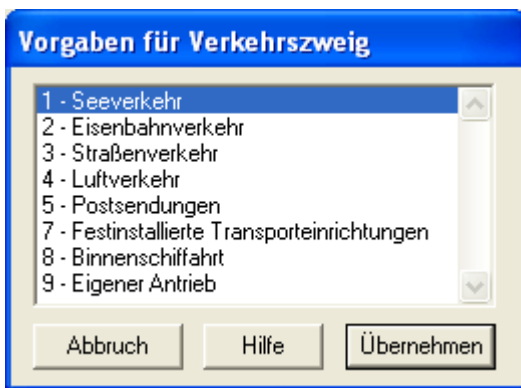 Vorgaben für Verkehrszweig
1 - Seeverkehr
2 - Eisenbahnverkehr
3 - Straßenverkehr
4 - Luftverkehr
5 - Postsendungen
7 - Festinstallierte Transporteinrichtungen
8 - Binnenschiffahrt
9 - Eigener Antrieb
Abbruch Hilfe Übernehmen